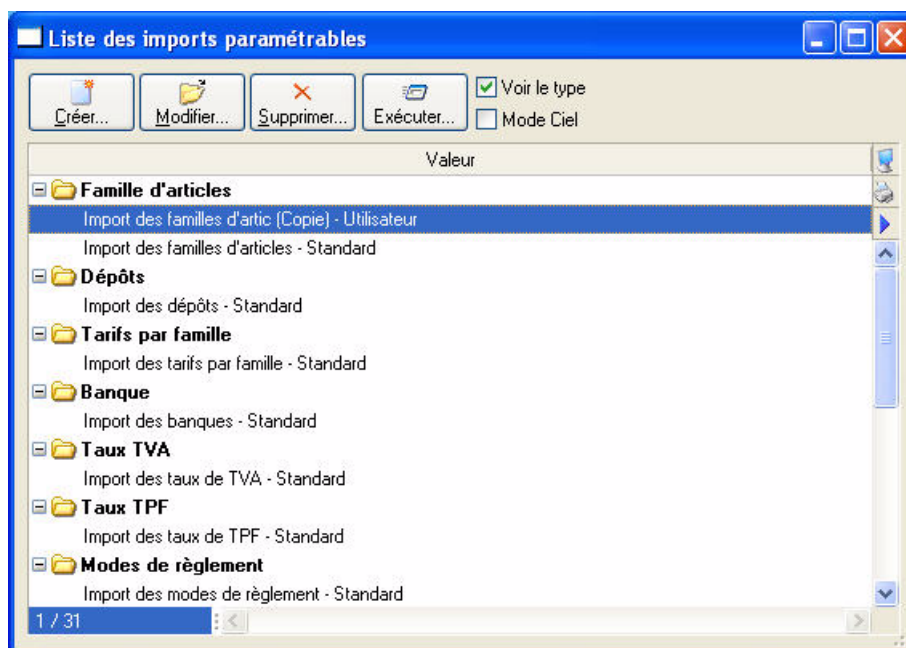 Liste des imports paramétrables
Créer... Modifier... Supprimer... Exécuter... Voir le type
Mode Ciel
Valeur
Famille d'articles
Import des familles d'artic (Copie) - Utilisateur
Import des familles d'articles - Standard
Dépôts
Import des dépôts - Standard
Tarifs par famille
Import des tarifs par famille - Standard
Banque
Import des banques - Standard
Taux TVA
Import des taux de TVA - Standard
Taux TPF
Import des taux de TPF - Standard
Modes de règlement
Import des modes de règlement - Standard
1 / 31